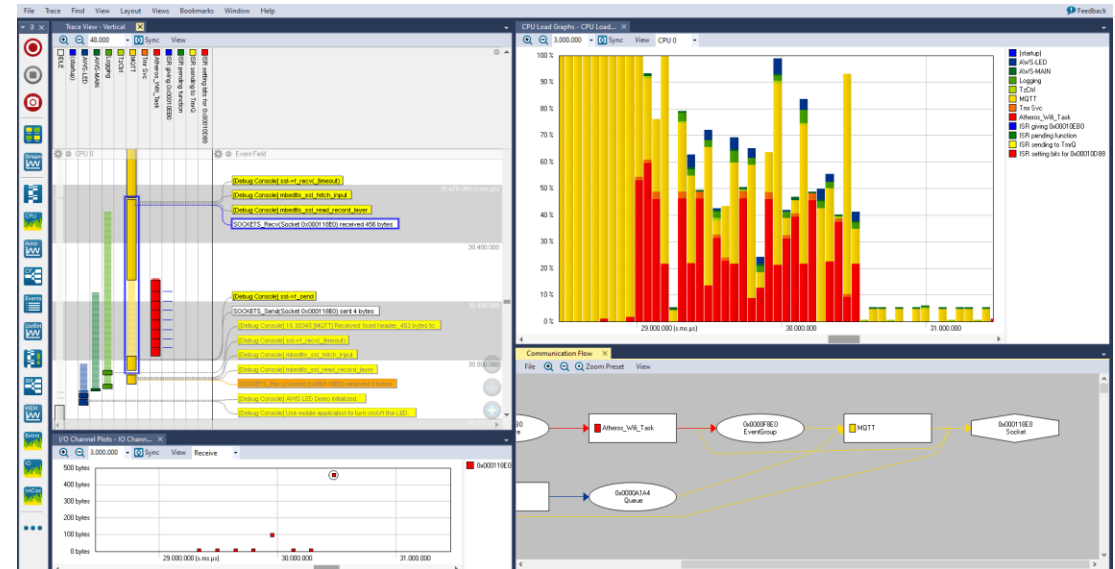 File Trace Find View Layout Views Bookmarks Window Help
Feedback
Trace View - Vertical
48.000 Sync View
IDLE
(startup)
AWS-LED
AWS-MAIN
Logging
TzCtrl
MQTT
Tmr Svc
Atheros_Wifi_Task
ISR giving 0x00010EB0
ISR pending function
ISR sending to TmrQ
ISR setting bits for 0x00010D88
CPU 0
Event Field
[Debug Console] ssl->f_recv(_timeout)
30.470.000 (s.ms.µs)
[Debug Console] mbedtls_ssl_fetch_input
[Debug Console] mbedtls_ssl_read_record_layer
SOCKETS_Recv(Socket 0x000118E0) received 456 bytes
30.480.000
30.490.000
[Debug Console] ssl->f_send
SOCKETS_Send(Socket 0x000118E0) sent 4 bytes
[Debug Console] ssl->f_recv(_timeout)
[Debug Console] mbedtls_ssl_fetch_input
30.500.000
[Debug Console] mbedtls_ssl_read_record_layer
[Debug Console] AWS LED Demo initialized.
[Debug Console] Use mobile application to turn on/off the LED.
Stream
CPU
Actor
Events
UserEvt
I/O Channel Plots - IO Chann...
3.000.000 Sync View Receive
0x000118E0
500 bytes
400 bytes
300 bytes
200 bytes
100 bytes
0 bytes
29.000.000 (s.ms.µs)
30.000.000
31.000.000
CPU Load Graphs - CPU Load...
3.000.000 Sync View CPU 0
100 %
90 %
80 %
70 %
60 %
50 %
40 %
30 %
20 %
10 %
0 %
29.000.000 (s.ms.µs)
30.000.000
31.000.000
(startup)
AWS-LED
AWS-MAIN
Logging
TzCtrl
MQTT
Tmr Svc
Atheros_Wifi_Task
ISR giving 0x00010EB0
ISR pending function
ISR sending to TmrQ
ISR setting bits for 0x00010D88
Communication Flow
File Zoom Preset View
Atheros_Wifi_Task
EventGroup
MQTT
0x000118E0
Socket
0x0000A1A4
Queue